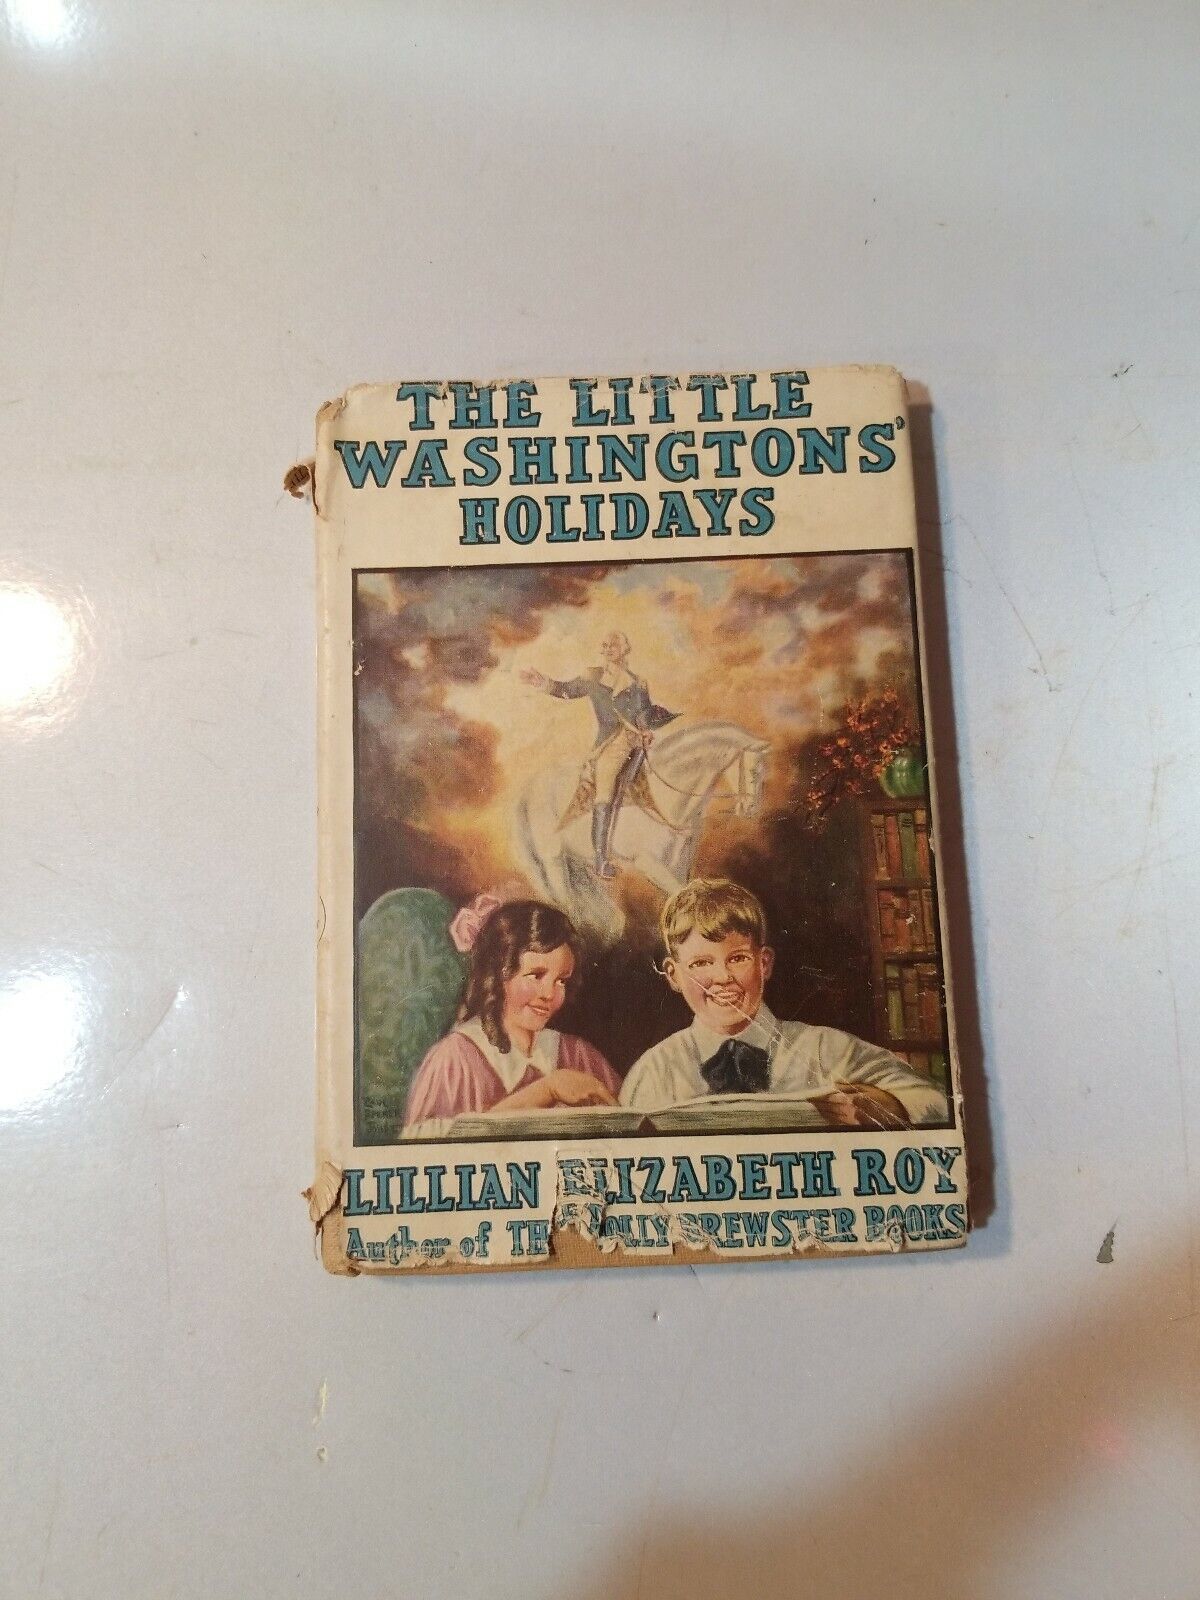 THE LITTLE
WASHINGTONS'
HOLIDAYS
LILLIAN ELIZABETH ROY
Author of THE POLLY BREWSTER BOOKS